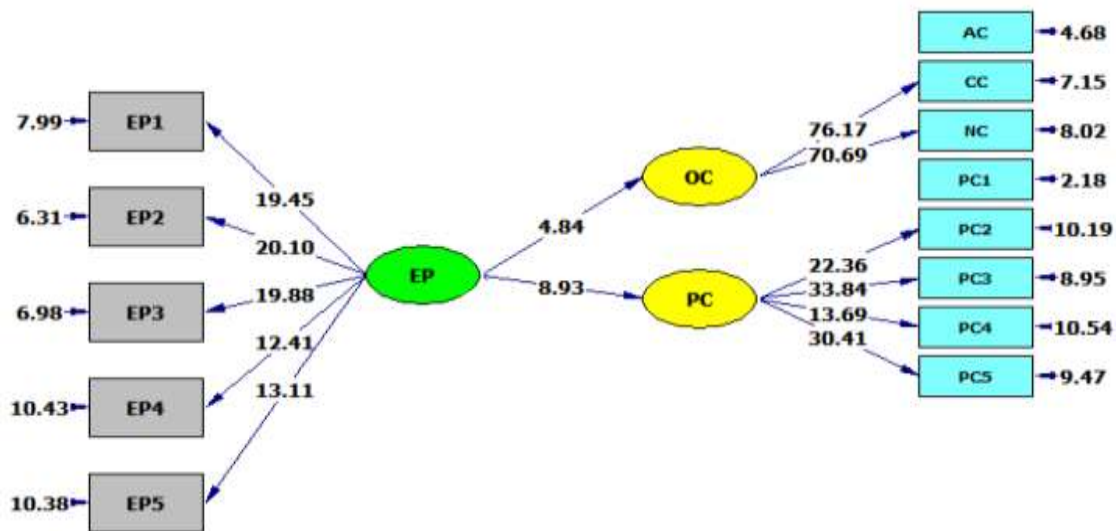 AC
4.68
CC
7.15
7.99
EP1
76.17
NC
8.02
70.69
OC
PC1
2.18
19.45
6.31
EP2
4.84
PC2
10.19
20.10
EP
22.36
PC3
8.95
8.93
PC
33.84
19.88
6.98
EP3
13.69
PC4
10.54
12.41
30.41
PC5
9.47
13.11
10.43
EP4
10.38
EP5